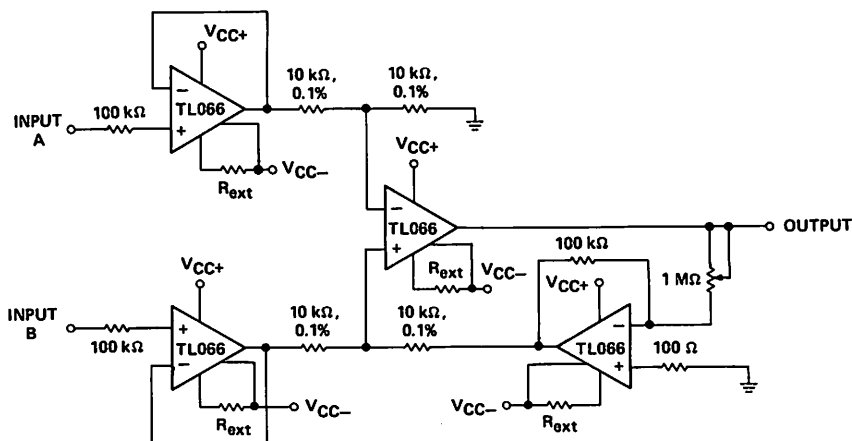 VCC+
10 kΩ,
0.1%
10 kΩ,
0.1%
−
TL066
+
100 kΩ
INPUT
A
VCC−
Rext
VCC+
−
TL066
+
OUTPUT
100 kΩ
Rext
VCC−
VCC+
1 MΩ
VCC+
10 kΩ,
0.1%
10 kΩ,
0.1%
INPUT
B
+
TL066
−
100 kΩ
−
TL066
+
100 Ω
Rext
VCC−
VCC−
Rext